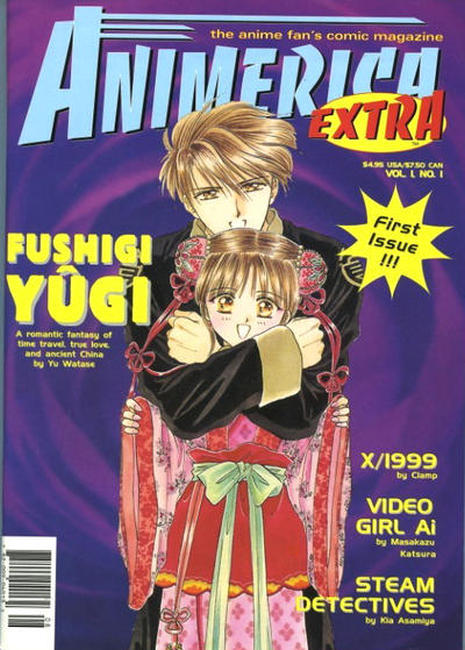 the anime fan's comic magazine
ANIMERICA
EXTRA
™
$4.95 USA/$7.50 CAN
VOL. 1, NO. 1
First
Issue
!!!
FUSHIGI
YÛGI
A romantic fantasy of
time travel, true love,
and ancient China
by Yu Watase
X/1999
by Clamp
VIDEO
GIRL Ai
by Masakazu
Katsura
STEAM
DETECTIVES
by Kia Asamiya
08